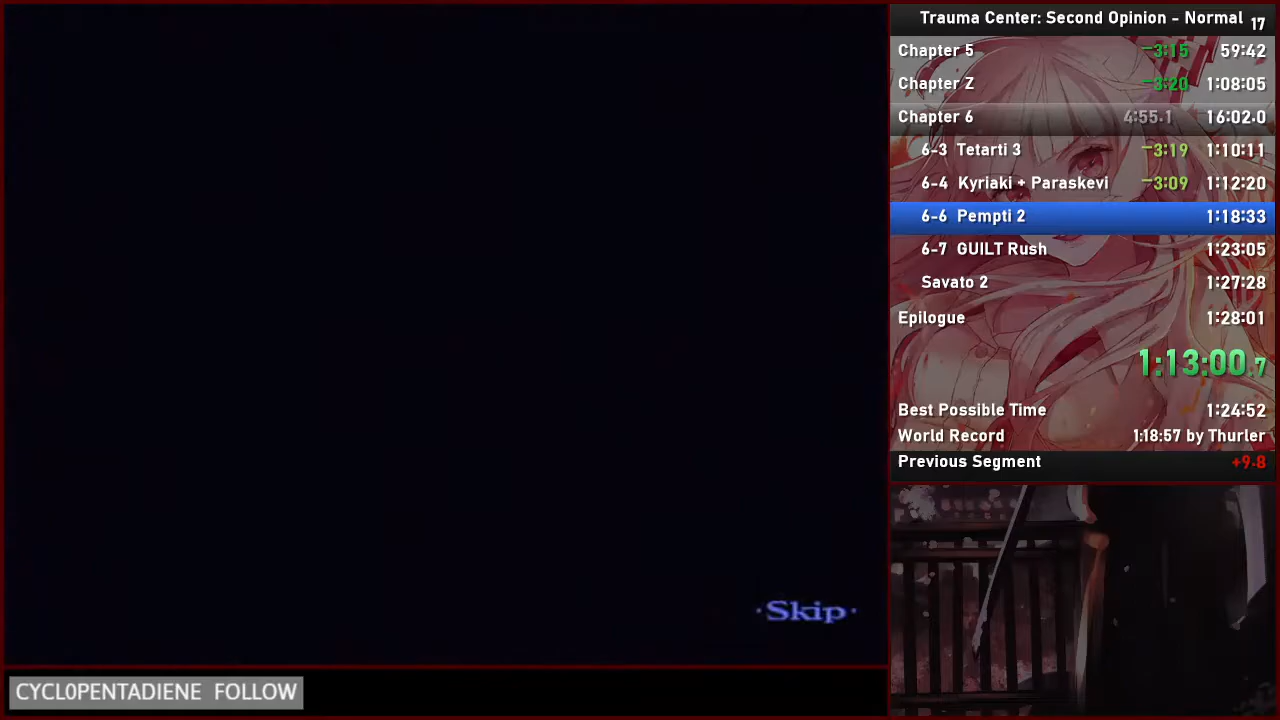 Trauma Center: Second Opinion - Normal 17
Chapter 5 −3:15 59:42
Chapter Z −3:20 1:08:05
Chapter 6 4:55.1 16:02.0
6-3 Tetarti 3 −3:19 1:10:11
6-4 Kyriaki + Paraskevi −3:09 1:12:20
6-6 Pempti 2 1:18:33
6-7 GUILT Rush 1:23:05
Savato 2 1:27:28
Epilogue 1:28:01
1:13:00.7
Best Possible Time 1:24:52
World Record 1:18:57 by Thurler
Previous Segment +9.8
·Skip·
CYCL0PENTADIENE FOLLOW